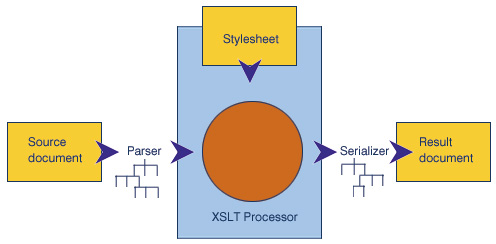 Stylesheet
Source
document
Parser
Serializer
Result
document
XSLT Processor